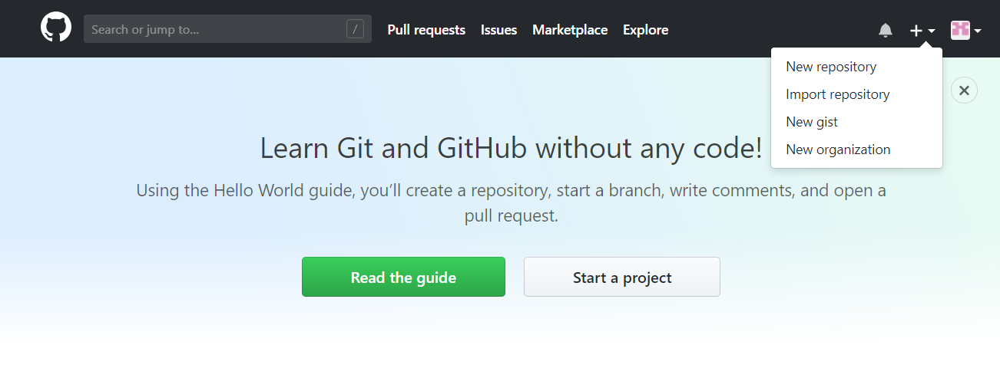 Search or jump to... / Pull requests Issues Marketplace Explore
New repository
Import repository
New gist
New organization
Learn Git and GitHub without any code!
Using the Hello World guide, you’ll create a repository, start a branch, write comments, and open a
pull request.
Read the guide Start a project